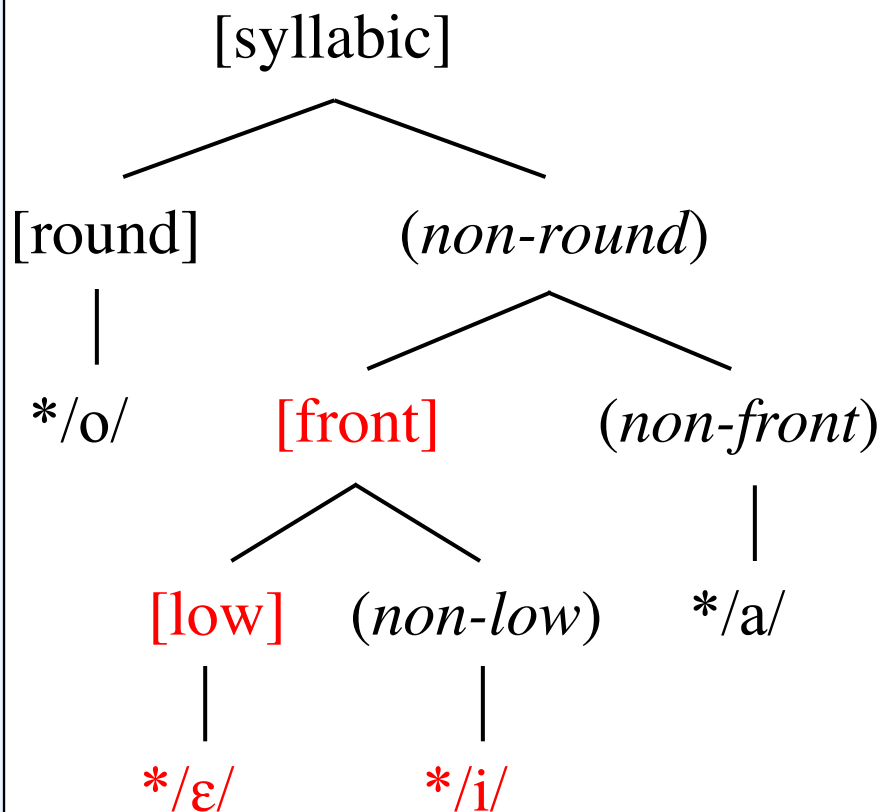 [syllabic]
[round] (non-round)
*/o/ [front] (non-front)
[low] (non-low) */a/
*/ɛ/ */i/